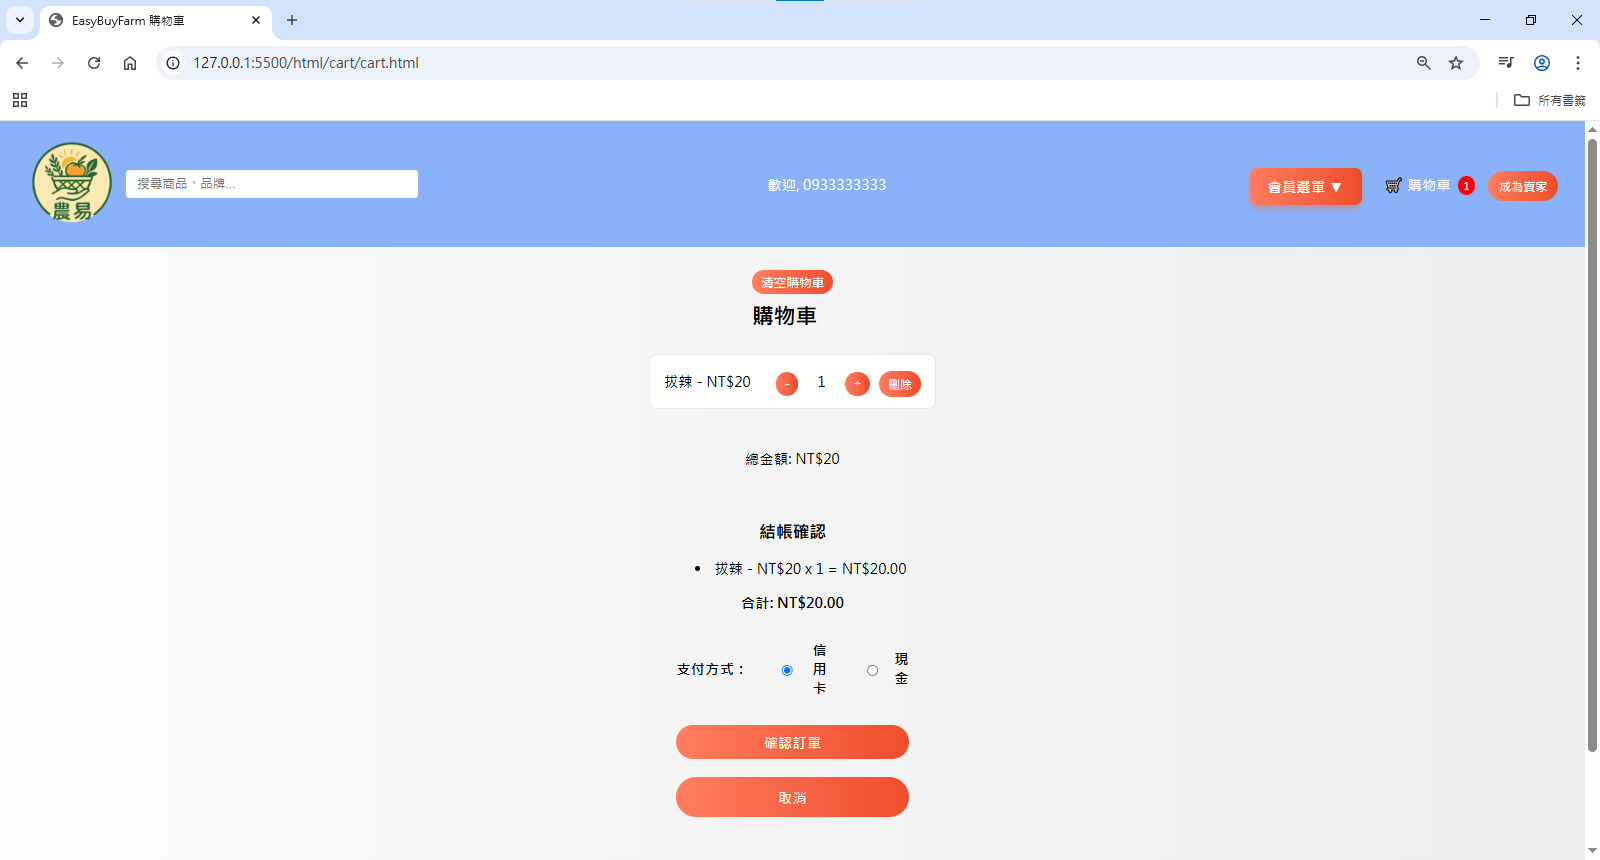 EasyBuyFarm 購物車
127.0.0.1:5500/html/cart/cart.html
所有書籤
農易
搜尋商品、品牌...
歡迎, 0933333333
會員選單 ▼
購物車 1
成為賣家
清空購物車
購物車
拔辣 - NT$20 - 1 + 刪除
總金額: NT$20
結帳確認
• 拔辣 - NT$20 x 1 = NT$20.00
合計: NT$20.00
支付方式：
信
用
卡
現
金
確認訂單
取消